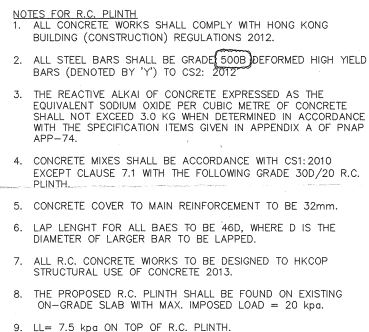 NOTES FOR R.C. PLINTH
1. ALL CONCRETE WORKS SHALL COMPLY WITH HONG KONG
BUILDING (CONSTRUCTION) REGULATIONS 2012.
2. ALL STEEL BARS SHALL BE GRADE 500B DEFORMED HIGH YIELD
BARS (DENOTED BY 'Y') TO CS2: 2012
3. THE REACTIVE ALKAI OF CONCRETE EXPRESSED AS THE
EQUIVALENT SODIUM OXIDE PER CUBIC METRE OF CONCRETE
SHALL NOT EXCEED 3.0 KG WHEN DETERMINED IN ACCORDANCE
WITH THE SPECIFICATION ITEMS GIVEN IN APPENDIX A OF PNAP
APP-74.
4. CONCRETE MIXES SHALL BE ACCORDANCE WITH CS1: 2010
EXCEPT CLAUSE 7.1 WITH THE FOLLOWING GRADE 30D/20 R.C.
PLINTH.
5. CONCRETE COVER TO MAIN REINFORCEMENT TO BE 32mm.
6. LAP LENGHT FOR ALL BAES TO BE 46D, WHERE D IS THE
DIAMETER OF LARGER BAR TO BE LAPPED.
7. ALL R.C. CONCRETE WORKS TO BE DESIGNED TO HKCOP
STRUCTURAL USE OF CONCRETE 2013.
8. THE PROPOSED R.C. PLINTH SHALL BE FOUND ON EXISTING
ON-GRADE SLAB WITH MAX. IMPOSED LOAD = 20 kpa.
9. LL= 7.5 kpa ON TOP OF R.C. PLINTH.